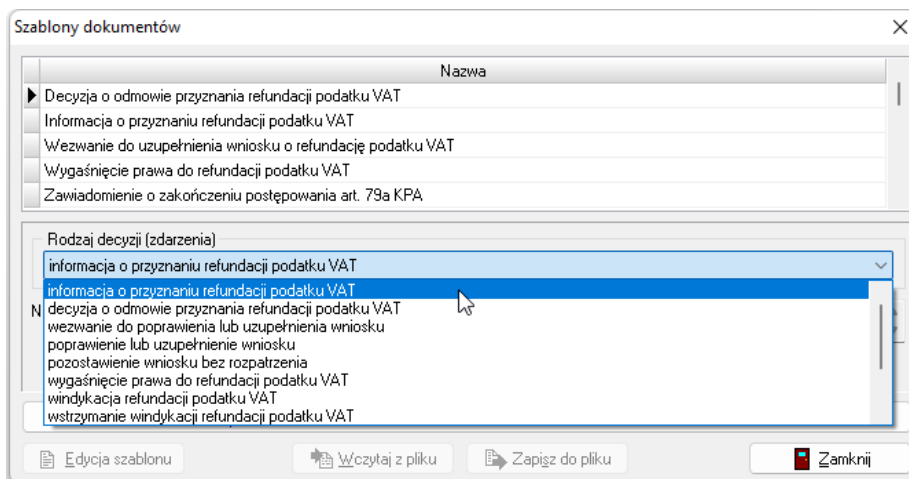 Szablony dokumentów
Nazwa
Decyzja o odmowie przyznania refundacji podatku VAT
Informacja o przyznaniu refundacji podatku VAT
Wezwanie do uzupełnienia wniosku o refundację podatku VAT
Wygaśnięcie prawa do refundacji podatku VAT
Zawiadomienie o zakończeniu postępowania art. 79a KPA
Rodzaj decyzji (zdarzenia)
informacja o przyznaniu refundacji podatku VAT
informacja o przyznaniu refundacji podatku VAT
N decyzja o odmowie przyznania refundacji podatku VAT
wezwanie do poprawienia lub uzupełnienia wniosku
poprawienie lub uzupełnienie wniosku
pozostawienie wniosku bez rozpatrzenia
wygaśnięcie prawa do refundacji podatku VAT
windykacja refundacji podatku VAT
wstrzymanie windykacji refundacji podatku VAT
Edycja szablonu Wczytaj z pliku Zapisz do pliku Zamknij